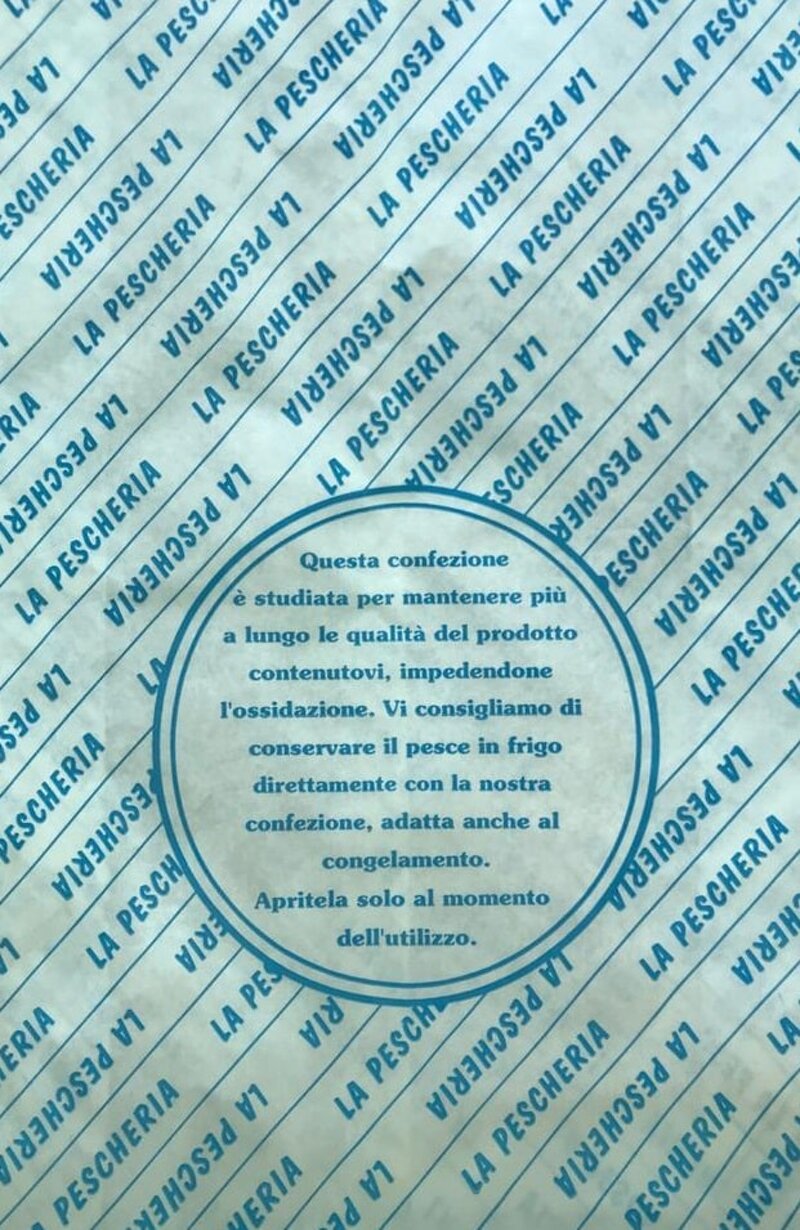 LA PESCHERIA
Questa confezione
è studiata per mantenere più
a lungo le qualità del prodotto
contenutovi, impedendone
l'ossidazione. Vi consigliamo di
conservare il pesce in frigo
direttamente con la nostra
confezione, adatta anche al
congelamento.
Apritela solo al momento
dell'utilizzo.